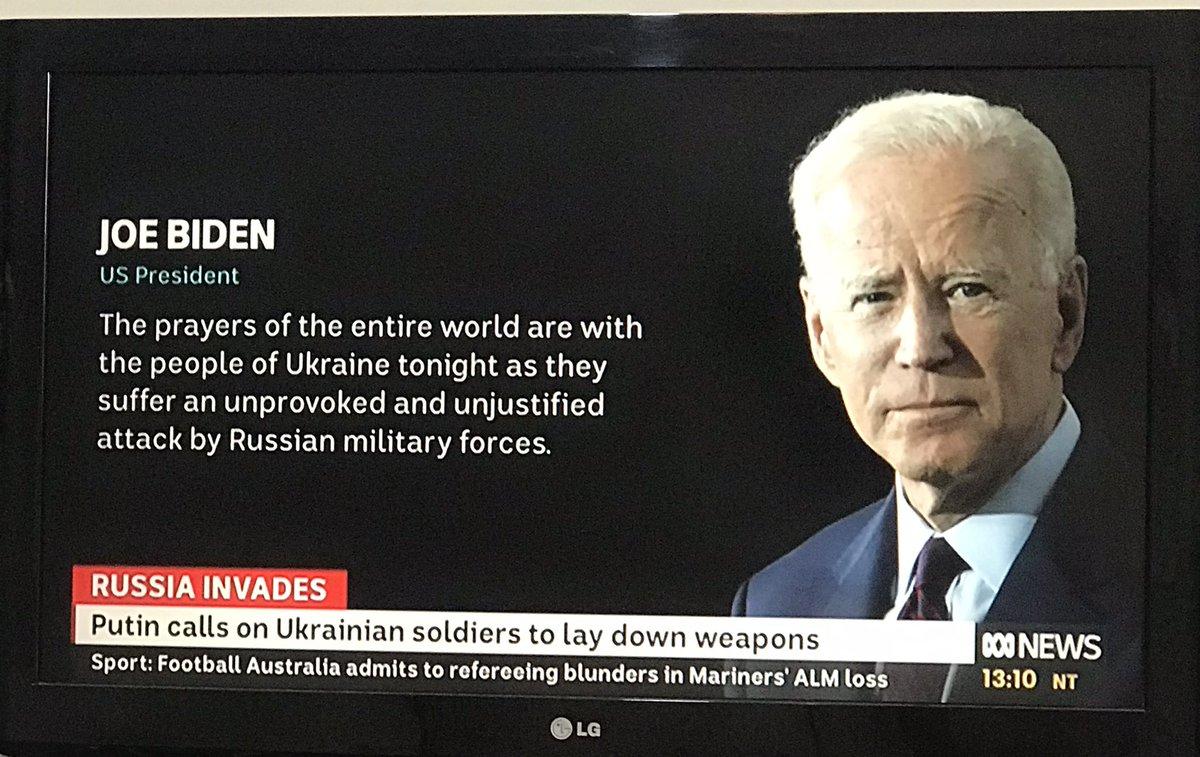 JOE BIDEN
US President
The prayers of the entire world are with
the people of Ukraine tonight as they
suffer an unprovoked and unjustified
attack by Russian military forces.
RUSSIA INVADES
Putin calls on Ukrainian soldiers to lay down weapons
Sport: Football Australia admits to refereeing blunders in Mariners' ALM loss
NEWS
13:10 NT
LG